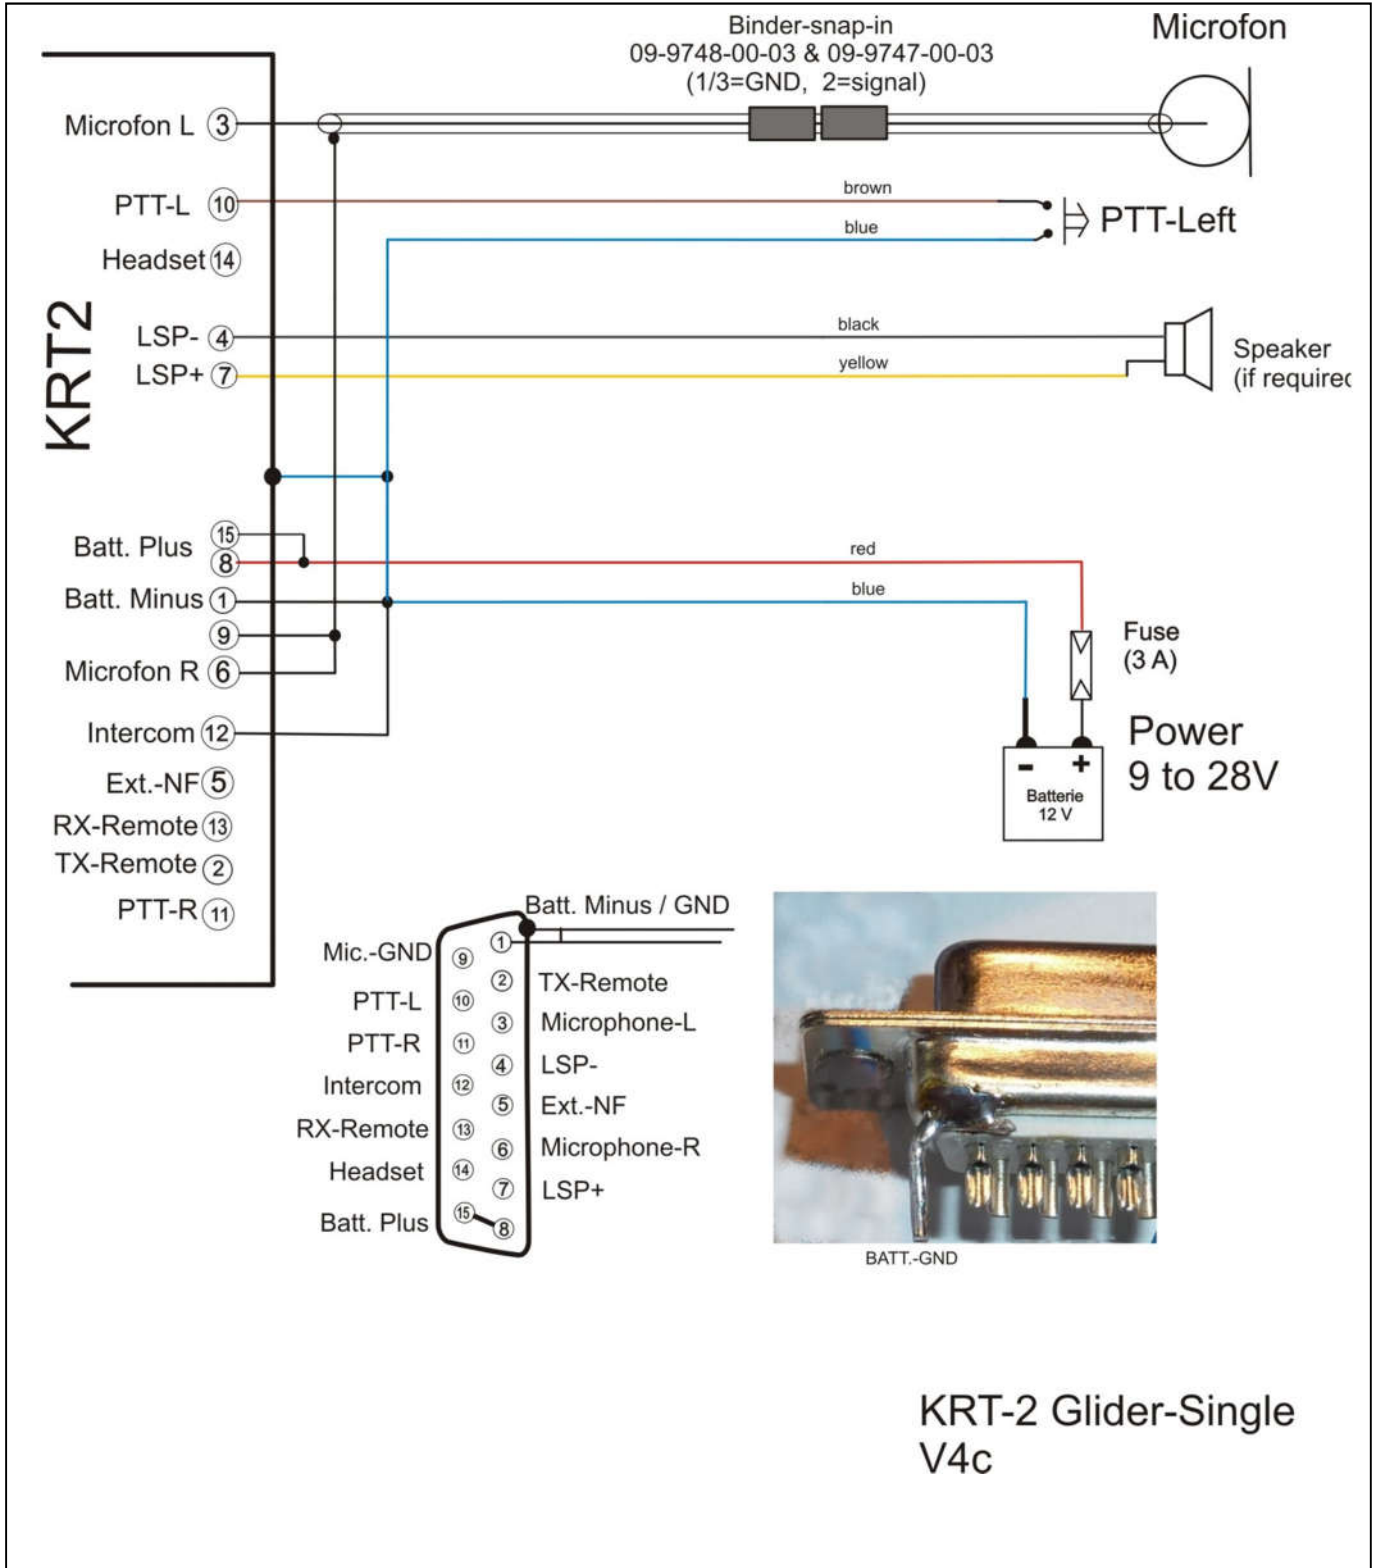 Binder-snap-in
09-9748-00-03 & 09-9747-00-03
(1/3=GND, 2=signal)
Microfon
Microfon L 3
PTT-L 10
brown
blue
PTT-Left
Headset 14
KRT2
LSP- 4
black
LSP+ 7
yellow
Speaker
(if required
15
Batt. Plus
8
red
Batt. Minus 1
blue
9
Microfon R 6
Fuse
(3 A)
Intercom 12
Power
9 to 28V
- +
Batterie
12 V
Ext.-NF 5
RX-Remote 13
TX-Remote 2
PTT-R 11
Batt. Minus / GND
Mic.-GND 9
1
2 TX-Remote
PTT-L 10
3 Microphone-L
PTT-R 11
4 LSP-
Intercom 12
5 Ext.-NF
RX-Remote 13
6 Microphone-R
Headset 14
7 LSP+
Batt. Plus 15
8
BATT.-GND
KRT-2 Glider-Single
V4c